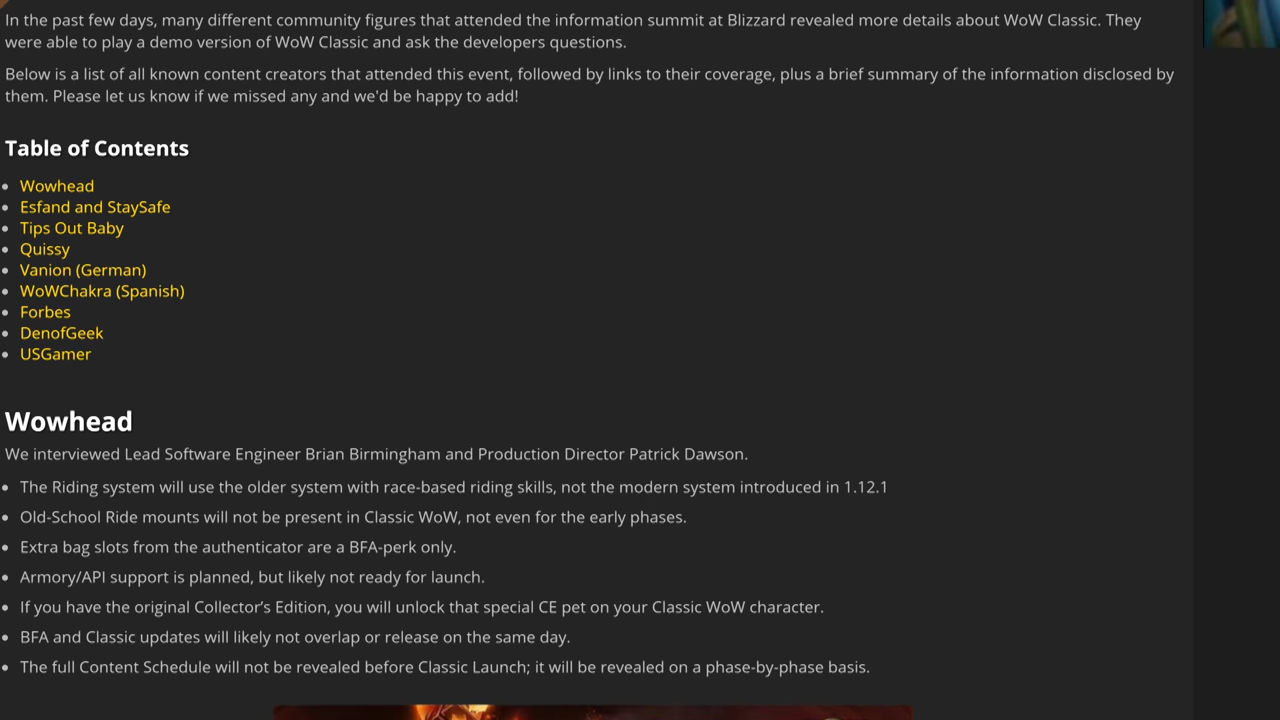 In the past few days, many different community figures that attended the information summit at Blizzard revealed more details about WoW Classic. They
were able to play a demo version of WoW Classic and ask the developers questions.
Below is a list of all known content creators that attended this event, followed by links to their coverage, plus a brief summary of the information disclosed by
them. Please let us know if we missed any and we'd be happy to add!
Table of Contents
Wowhead
Esfand and StaySafe
Tips Out Baby
Quissy
Vanion (German)
WoWChakra (Spanish)
Forbes
DenofGeek
USGamer
Wowhead
We interviewed Lead Software Engineer Brian Birmingham and Production Director Patrick Dawson.
The Riding system will use the older system with race-based riding skills, not the modern system introduced in 1.12.1
Old-School Ride mounts will not be present in Classic WoW, not even for the early phases.
Extra bag slots from the authenticator are a BFA-perk only.
Armory/API support is planned, but likely not ready for launch.
If you have the original Collector’s Edition, you will unlock that special CE pet on your Classic WoW character.
BFA and Classic updates will likely not overlap or release on the same day.
The full Content Schedule will not be revealed before Classic Launch; it will be revealed on a phase-by-phase basis.